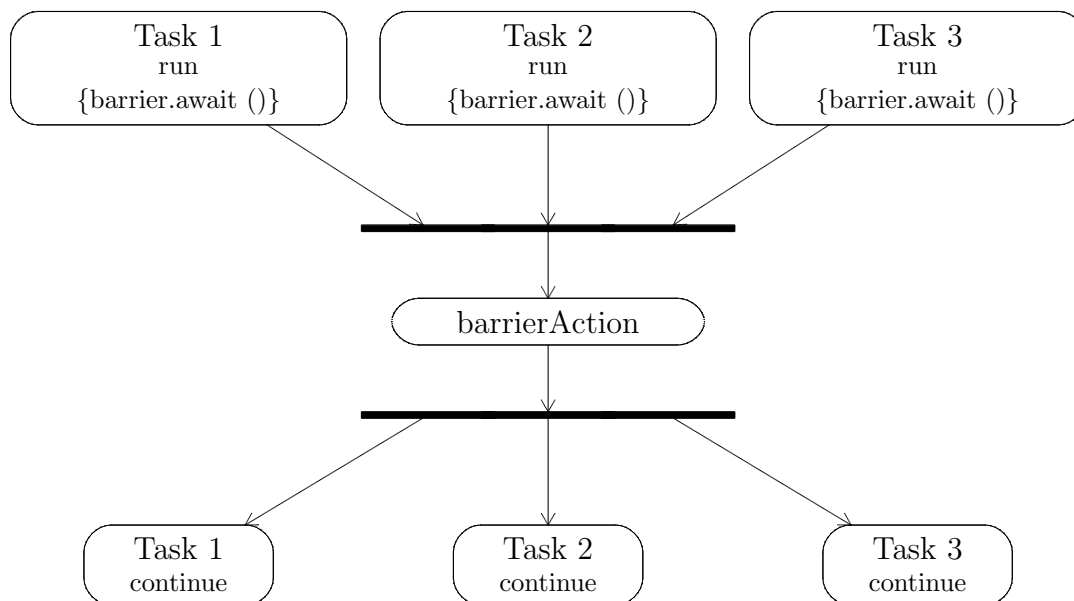 Task 1
run
{barrier.await ()}
Task 2
run
{barrier.await ()}
Task 3
run
{barrier.await ()}
barrierAction
Task 1
continue
Task 2
continue
Task 3
continue